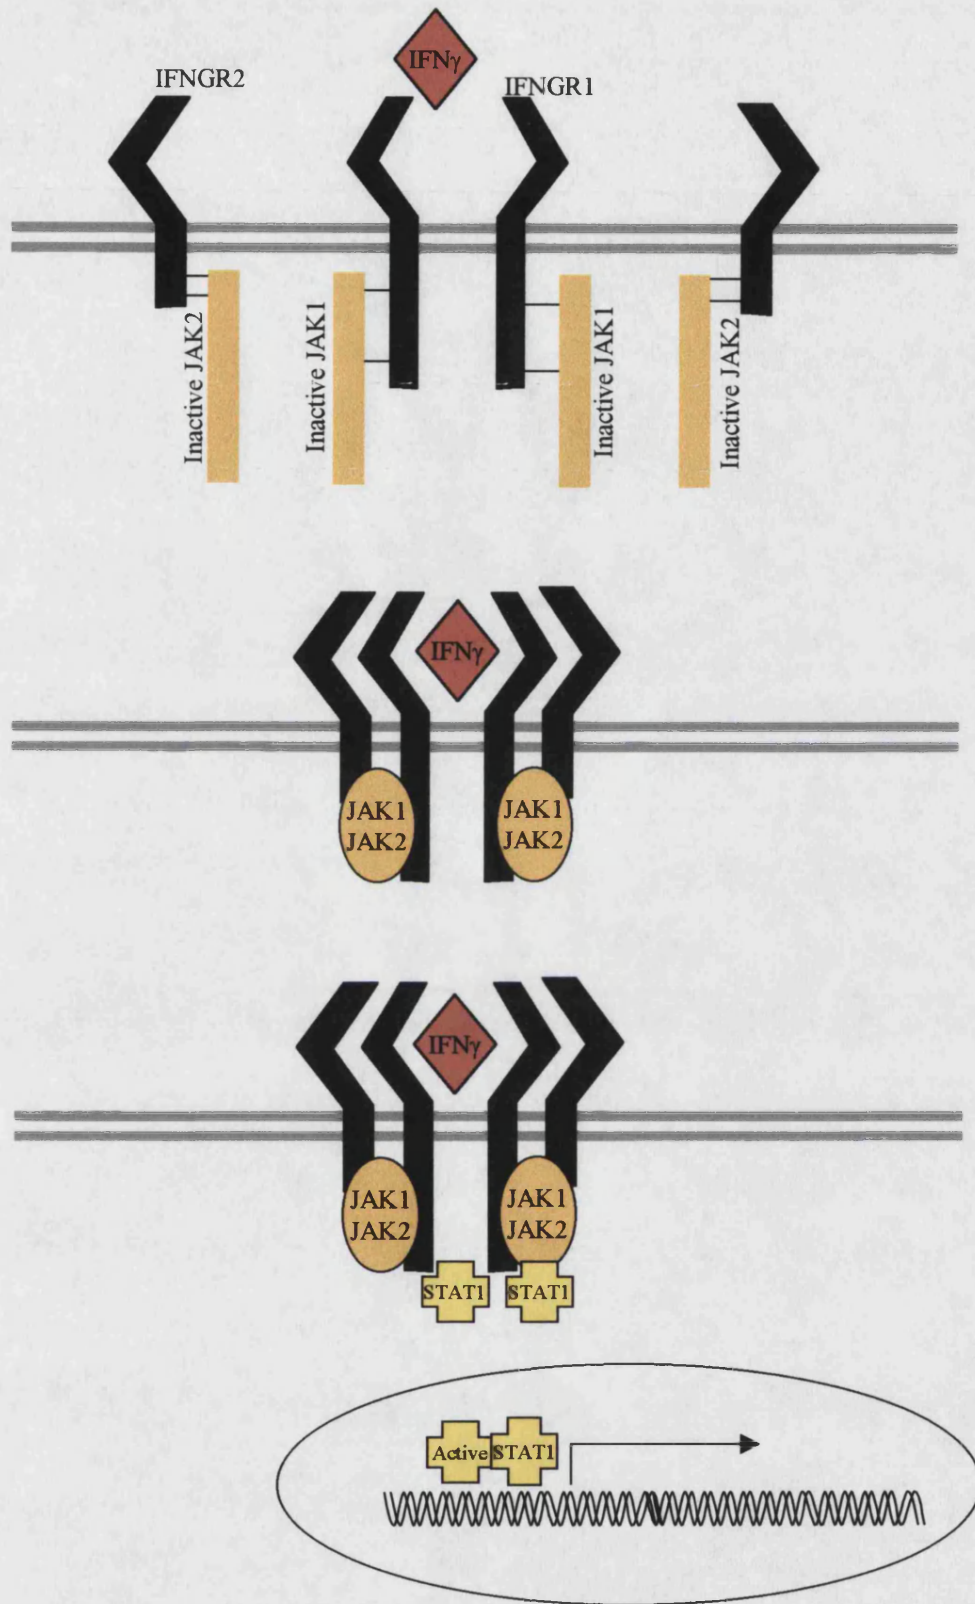 IFNγ
IFNGR2
IFNGR1
Inactive JAK2
Inactive JAK1
Inactive JAK1
Inactive JAK2
IFNγ
JAK1
JAK2
JAK1
JAK2
IFNγ
JAK1
JAK2
JAK1
JAK2
STAT1
STAT1
Active STAT1